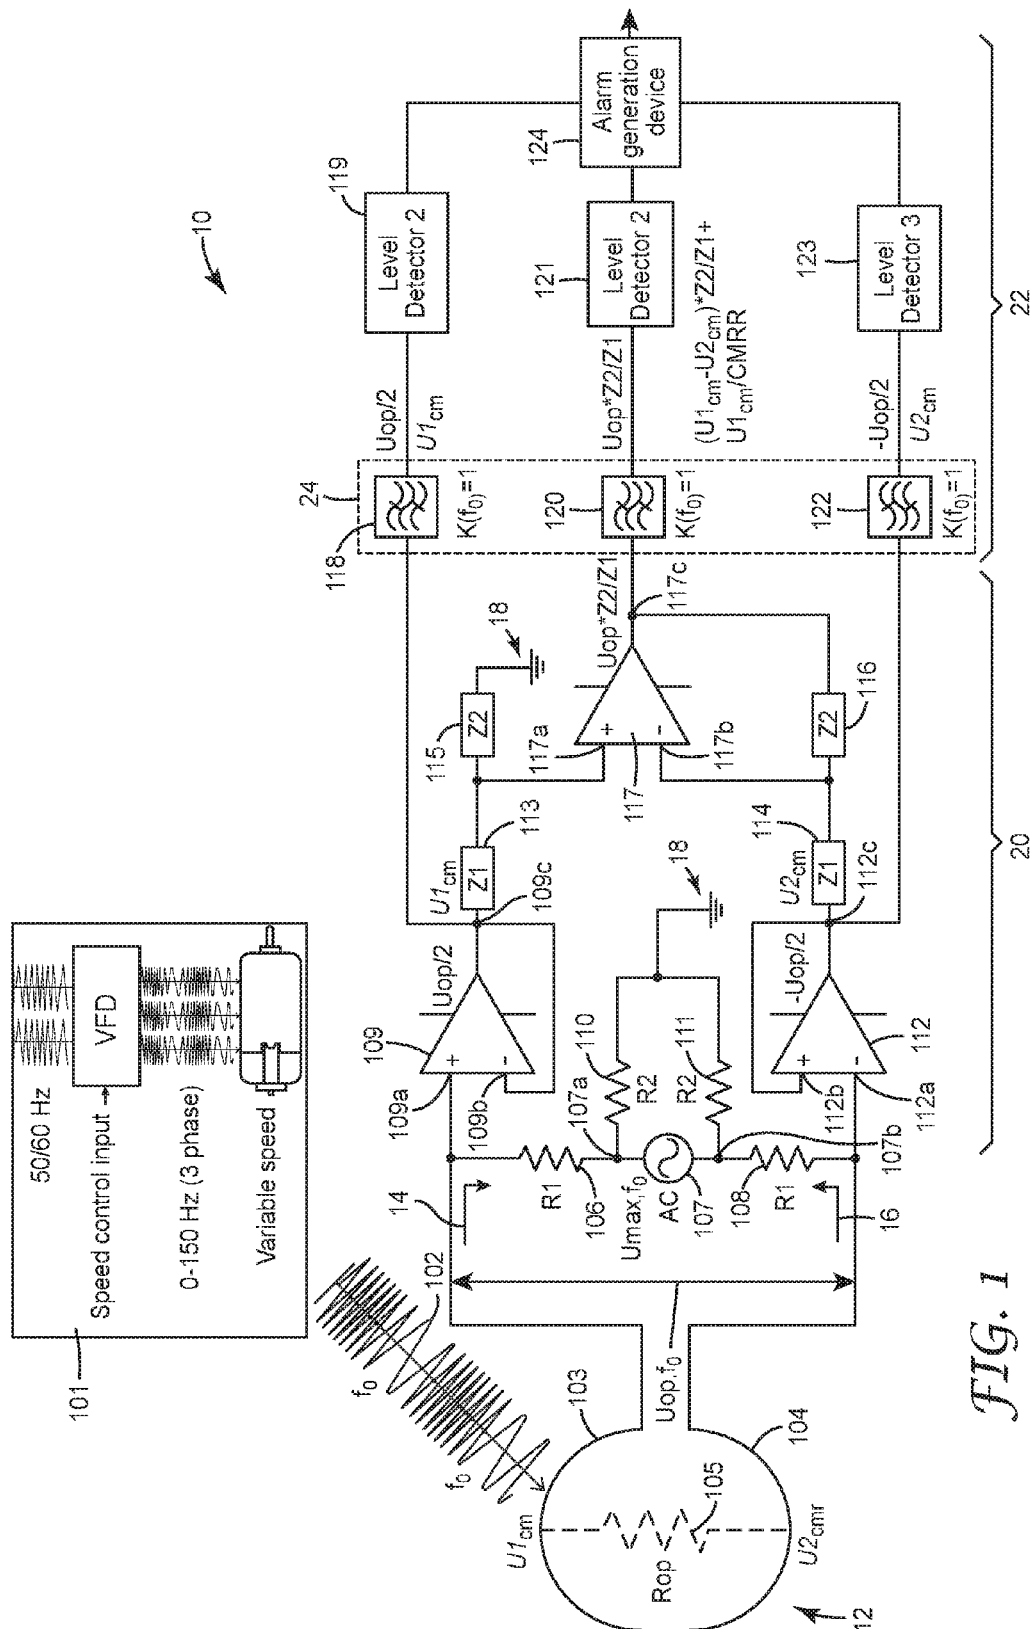 10
101
50/60 Hz
Speed control input
VFD
0-150 Hz (3 phase)
Variable speed
f0
f0
102
103
104
105
Rop
U1cm
U2cmr
12
Uop,f0
14
16
R1
106
Umax,f0
AC
107
107a
107b
108
R1
R2
110
111
R2
18
109
109a
109b
109c
+
-
Uop/2
U1cm
Z1
113
115
Z2
18
112
112a
112b
112c
+
-
-Uop/2
U2cm
Z1
114
Z2
116
117
117a
117b
117c
+
-
Uop*Z2/Z1
20
24
118
K(f0)=1
120
K(f0)=1
122
K(f0)=1
Uop/2
U1cm
Uop*Z2/Z1
(U1cm-U2cm)*Z2/Z1+
U1cm/CMRR
-Uop/2
U2cm
119
Level
Detector 2
121
Level
Detector 2
123
Level
Detector 3
124
Alarm
generation
device
22
FIG. 1